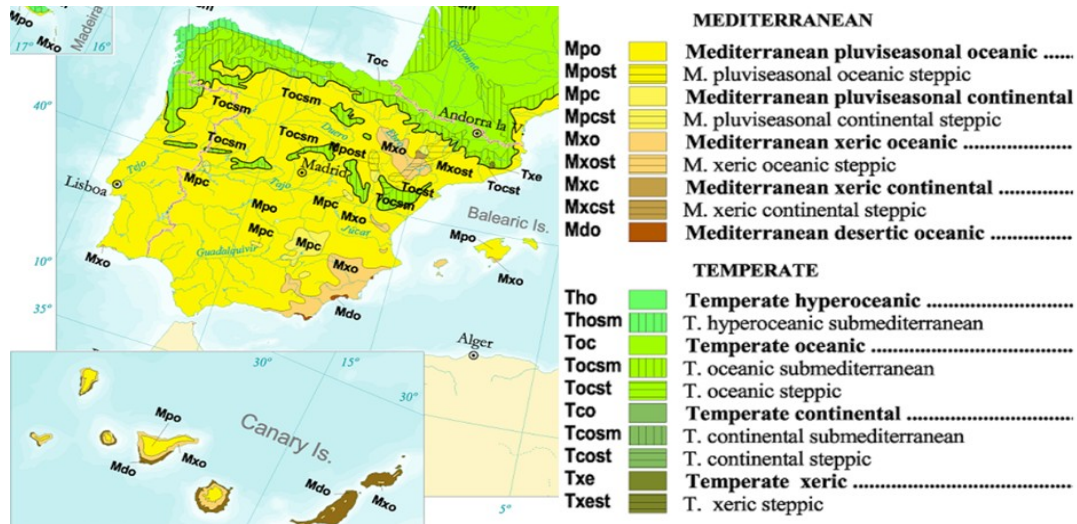 Mpo
Mxo
17°
16°
Madeira
Toc
Garonne
40°
Tocsm
Andorra la V.
Tocsm
Tocsm
Duero
Ebro
Mpost
Mxo
Tocsm
Mxost
Txe
Tejo
Madrid
Lisboa
Mpc
Tajo
Tocst
Tocst
Tocsm
Mpo
Mpc
Mxo
Balearic Is.
Júcar
Mpc
Mpc
Mpo
Guadalquivir
10°
Mxo
Mxo
Mxo
35°
Mdo
Alger
30°
15°
30°
Mpo
Canary Is.
Mdo
Mxo
Mdo
Mxo
5°
MEDITERRANEAN
Mpo Mediterranean pluviseasonal oceanic ......
Mpost M. pluviseasonal oceanic steppic
Mpc Mediterranean pluviseasonal continental
Mpcst M. pluviseasonal continental steppic
Mxo Mediterranean xeric oceanic ...................
Mxost M. xeric oceanic steppic
Mxc Mediterranean xeric continental .............
Mxcst M. xeric continental steppic
Mdo Mediterranean desertic oceanic ..............
TEMPERATE
Tho Temperate hyperoceanic ........................
Thosm T. hyperoceanic submediterranean
Toc Temperate oceanic ...................................
Tocsm T. oceanic submediterranean
Tocst T. oceanic steppic
Tco Temperate continental ............................
Tcosm T. continental submediterranean
Tcost T. continental steppic
Txe Temperate xeric .....................................
Txest T. xeric steppic